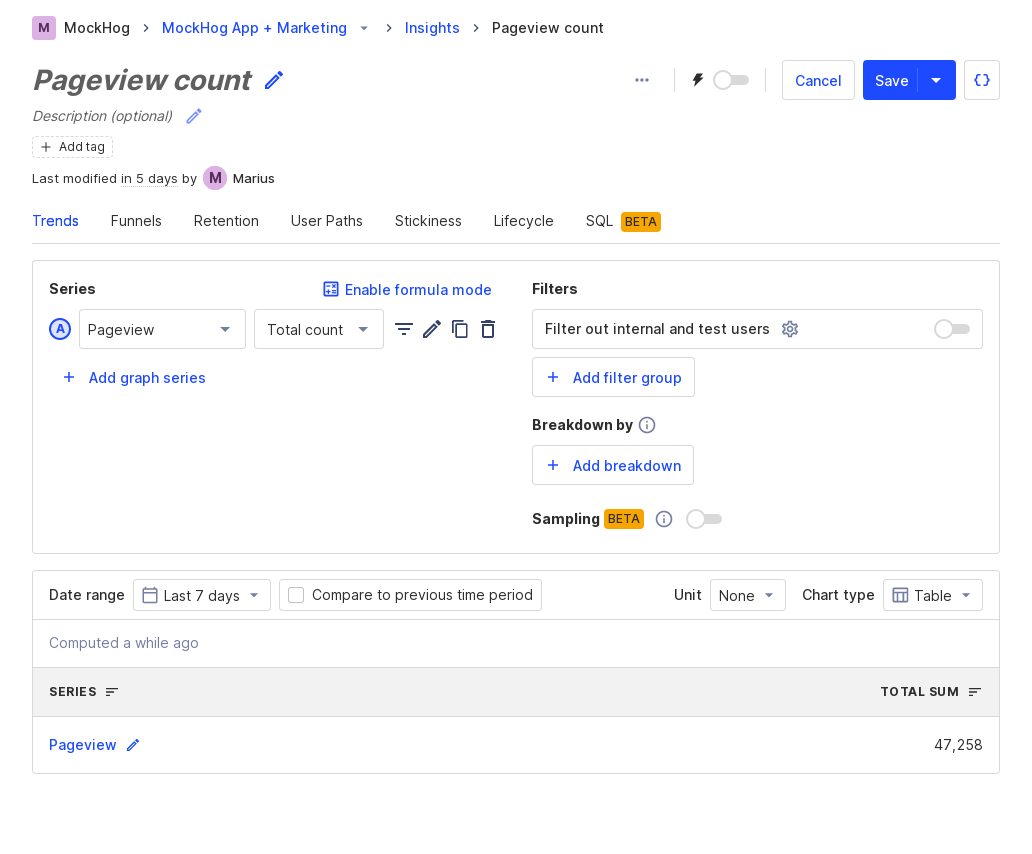 M MockHog MockHog App + Marketing Insights Pageview count
Pageview count
Cancel Save
Description (optional)
Add tag
Last modified in 5 days by M Marius
Trends Funnels Retention User Paths Stickiness Lifecycle SQL BETA
Series Enable formula mode
A Pageview Total count
Add graph series
Filters
Filter out internal and test users
Add filter group
Breakdown by
Add breakdown
Sampling BETA
Date range Last 7 days Compare to previous time period Unit None Chart type Table
Computed a while ago
SERIES TOTAL SUM
Pageview 47,258